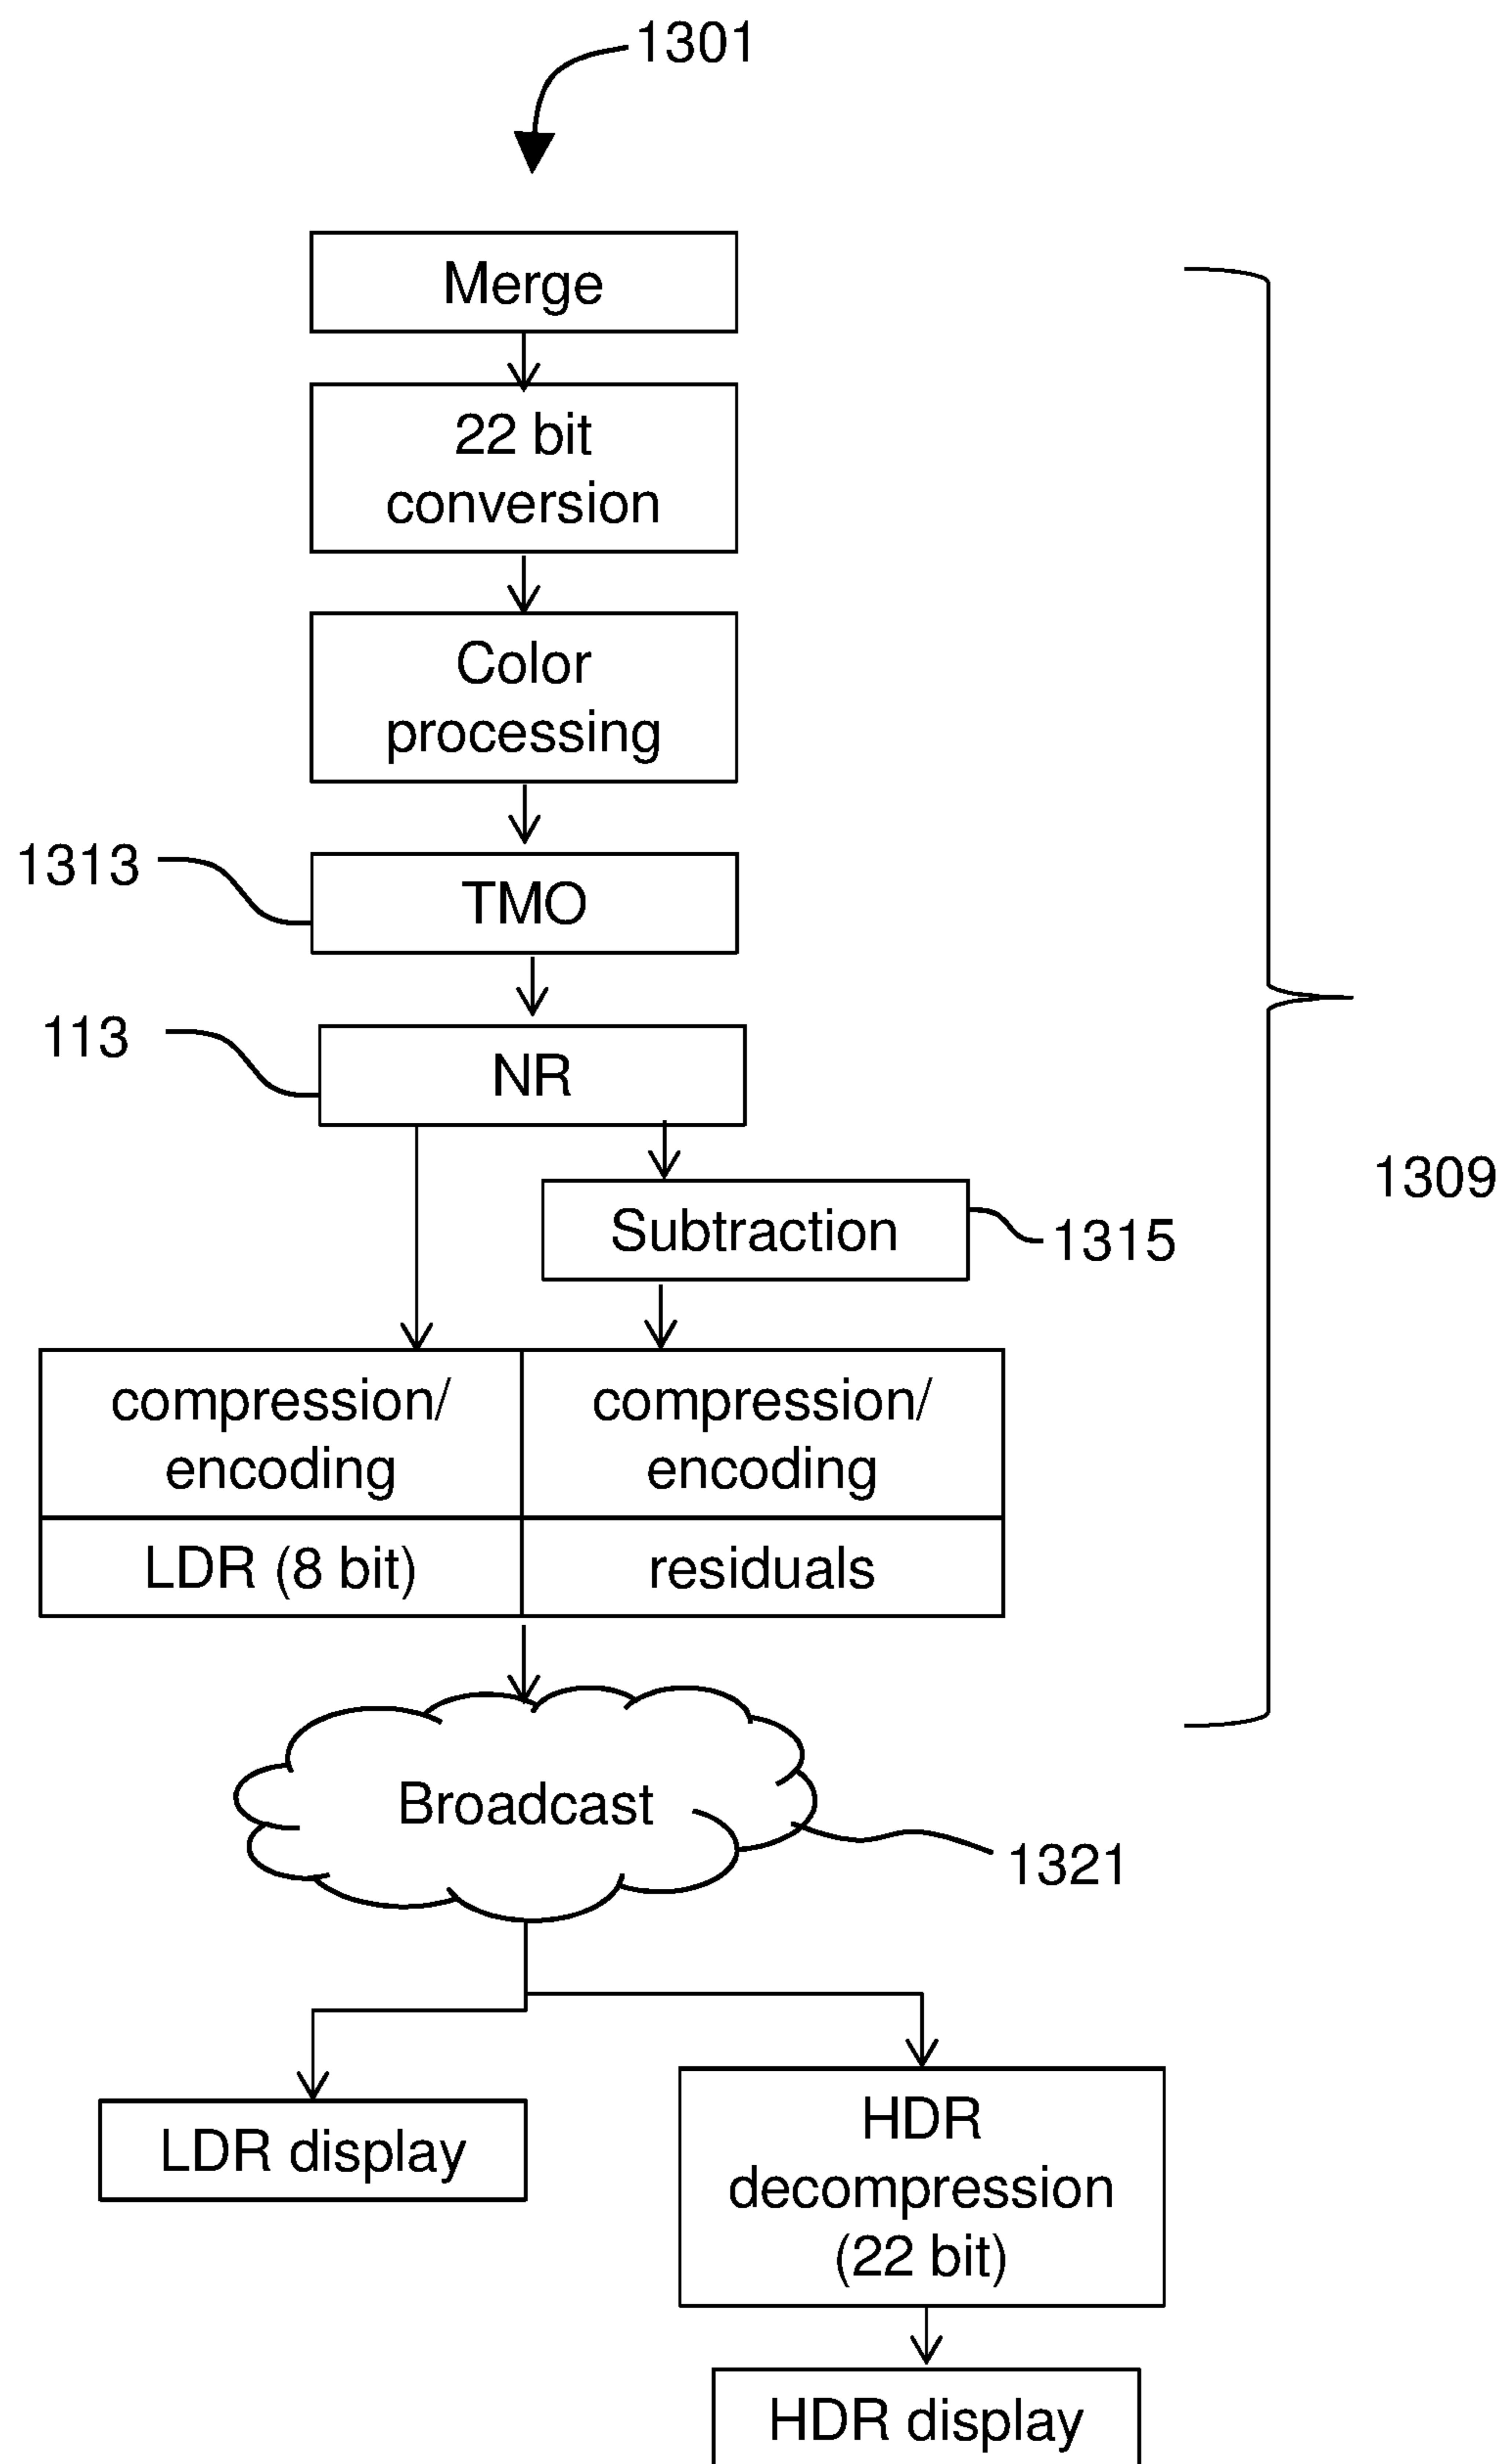 1301
Merge
22 bit
conversion
Color
processing
1313
TMO
113
NR
1309
Subtraction
1315
compression/
encoding
compression/
encoding
LDR (8 bit)
residuals
Broadcast
1321
LDR display
HDR
decompression
(22 bit)
HDR display